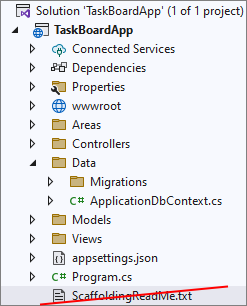 Solution 'TaskBoardApp' (1 of 1 project)
TaskBoardApp
Connected Services
Dependencies
Properties
wwwroot
Areas
Controllers
Data
Migrations
C# ApplicationDbContext.cs
Models
Views
appsettings.json
C# Program.cs
ScaffoldingReadMe.txt